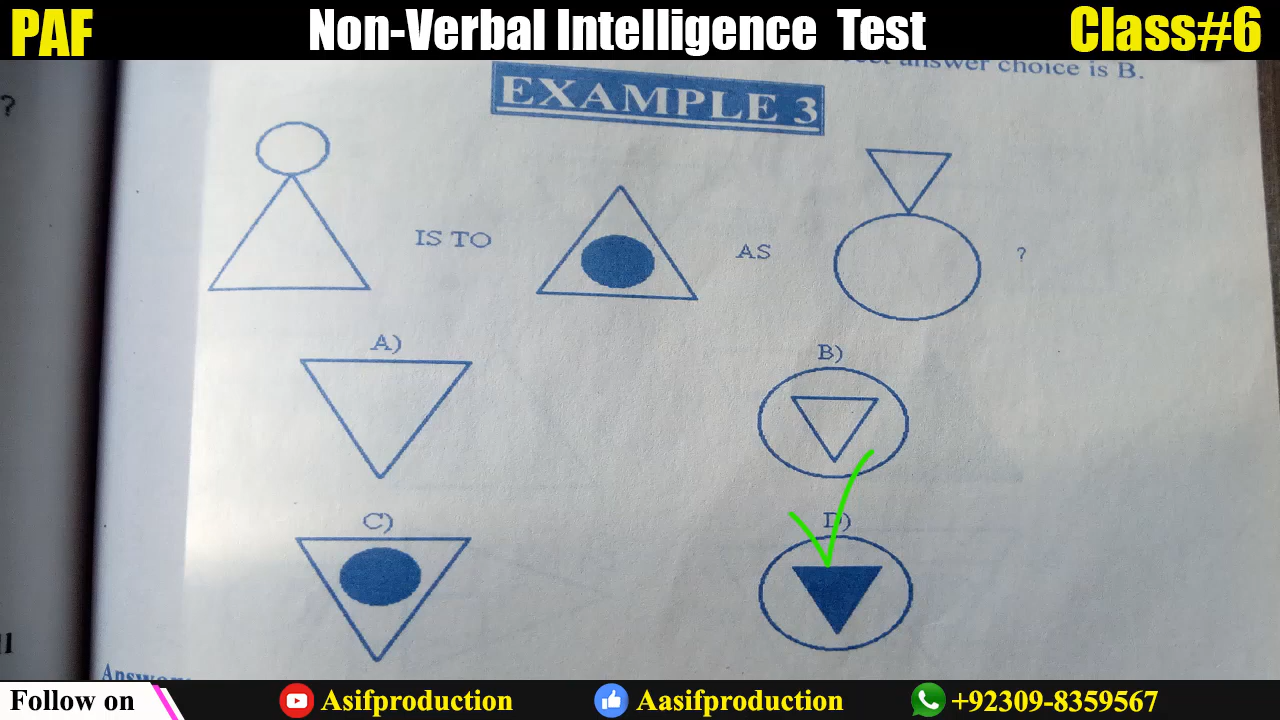 PAF
Non-Verbal Intelligence Test
Class#6
answer choice is B.
?
EXAMPLE 3
IS TO
AS
?
A)
B)
C)
D)
Follow on
Asifproduction
Aasifproduction
+92309-8359567